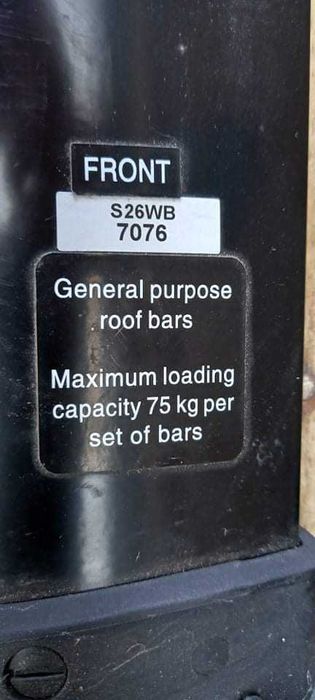 FRONT
S26WB
7076
General purpose
roof bars
Maximum loading
capacity 75 kg per
set of bars